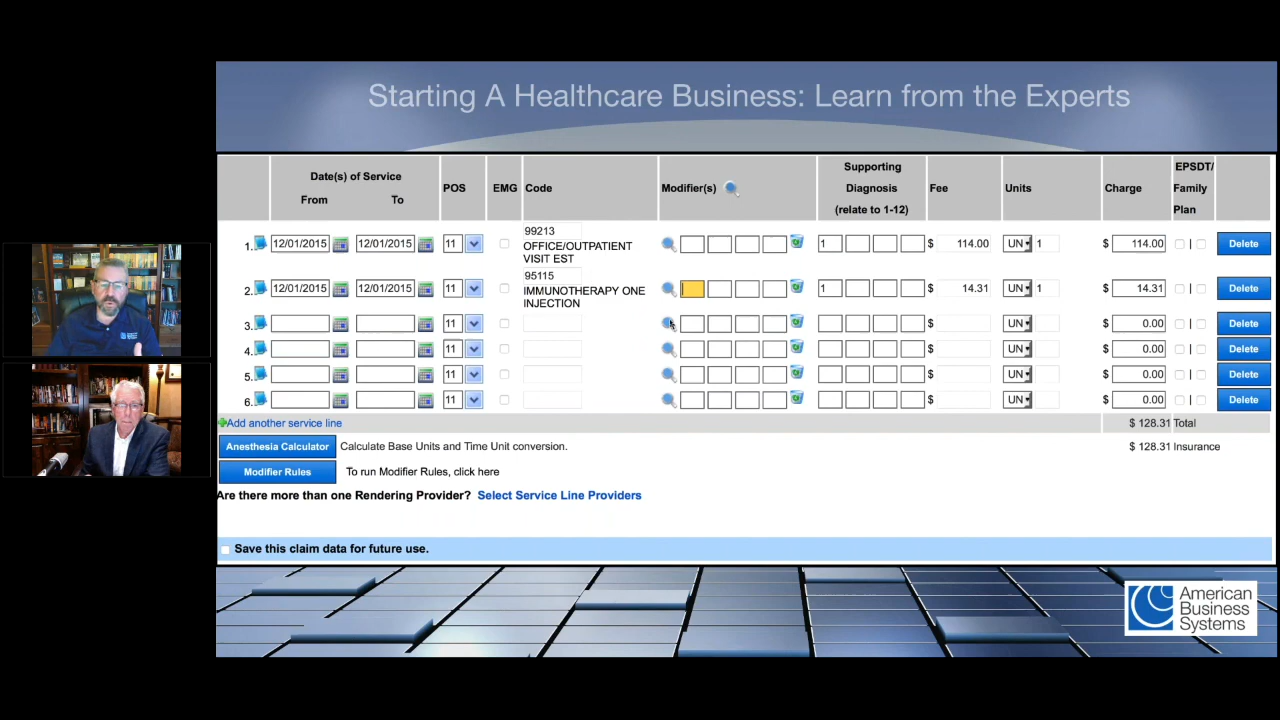 Starting A Healthcare Business: Learn from the Experts
Date(s) of Service
From To
POS
EMG
Code
Modifier(s)
Supporting
Diagnosis
(relate to 1-12)
Fee
Units
Charge
EPSDT/
Family
Plan
1. 12/01/2015 12/01/2015 11 99213 1 $ 114.00 UN 1 $ 114.00 | Delete
OFFICE/OUTPATIENT
VISIT EST
2. 12/01/2015 12/01/2015 11 95115 1 $ 14.31 UN 1 $ 14.31 | Delete
IMMUNOTHERAPY ONE
INJECTION
3. 11 $ UN $ 0.00 | Delete
4. 11 $ UN $ 0.00 | Delete
5. 11 $ UN $ 0.00 | Delete
6. 11 $ UN $ 0.00 | Delete
Add another service line $ 128.31 Total
Anesthesia Calculator Calculate Base Units and Time Unit conversion. $ 128.31 Insurance
Modifier Rules To run Modifier Rules, click here
Are there more than one Rendering Provider? Select Service Line Providers
Save this claim data for future use.
American
Business
Systems